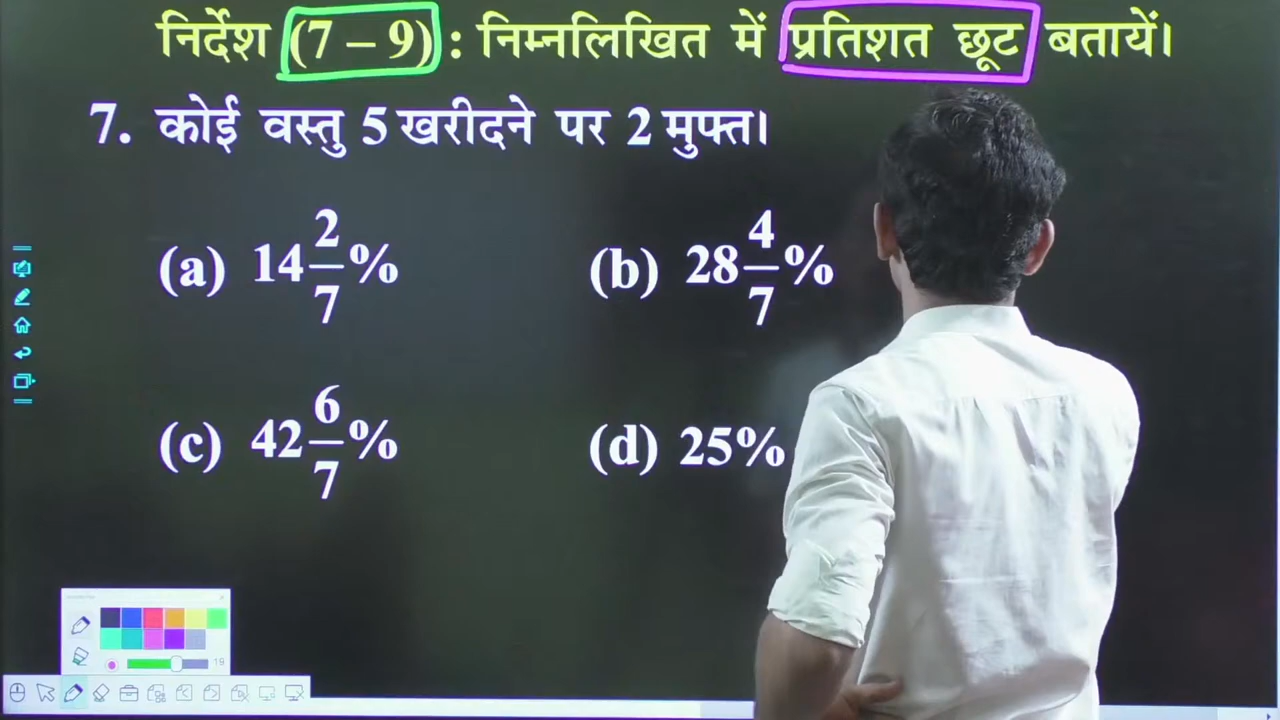 निर्देश (7 – 9) : निम्नलिखित में प्रतिशत छूट बतायें।
7. कोई वस्तु 5 खरीदने पर 2 मुफ्त।
(a) 14 2/7 % (b) 28 4/7 %
(c) 42 6/7 % (d) 25%
19